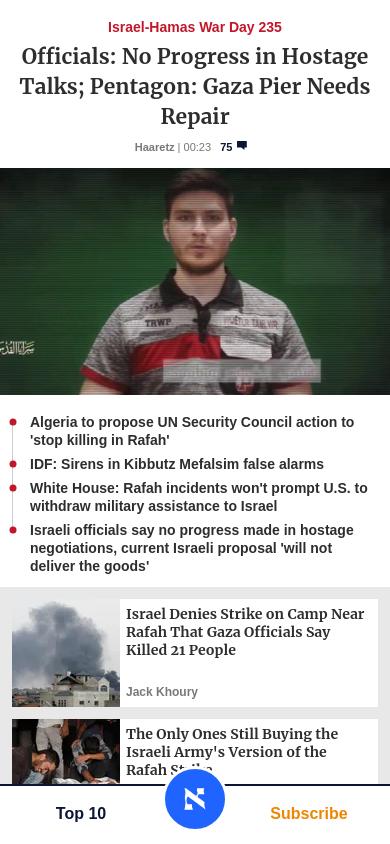 Israel-Hamas War Day 235
Officials: No Progress in Hostage
Talks; Pentagon: Gaza Pier Needs
Repair
Haaretz | 00:23 75
TRWP
Algeria to propose UN Security Council action to
'stop killing in Rafah'
IDF: Sirens in Kibbutz Mefalsim false alarms
White House: Rafah incidents won't prompt U.S. to
withdraw military assistance to Israel
Israeli officials say no progress made in hostage
negotiations, current Israeli proposal 'will not
deliver the goods'
Israel Denies Strike on Camp Near
Rafah That Gaza Officials Say
Killed 21 People
Jack Khoury
The Only Ones Still Buying the
Israeli Army's Version of the
Rafah
Top 10
Subscribe